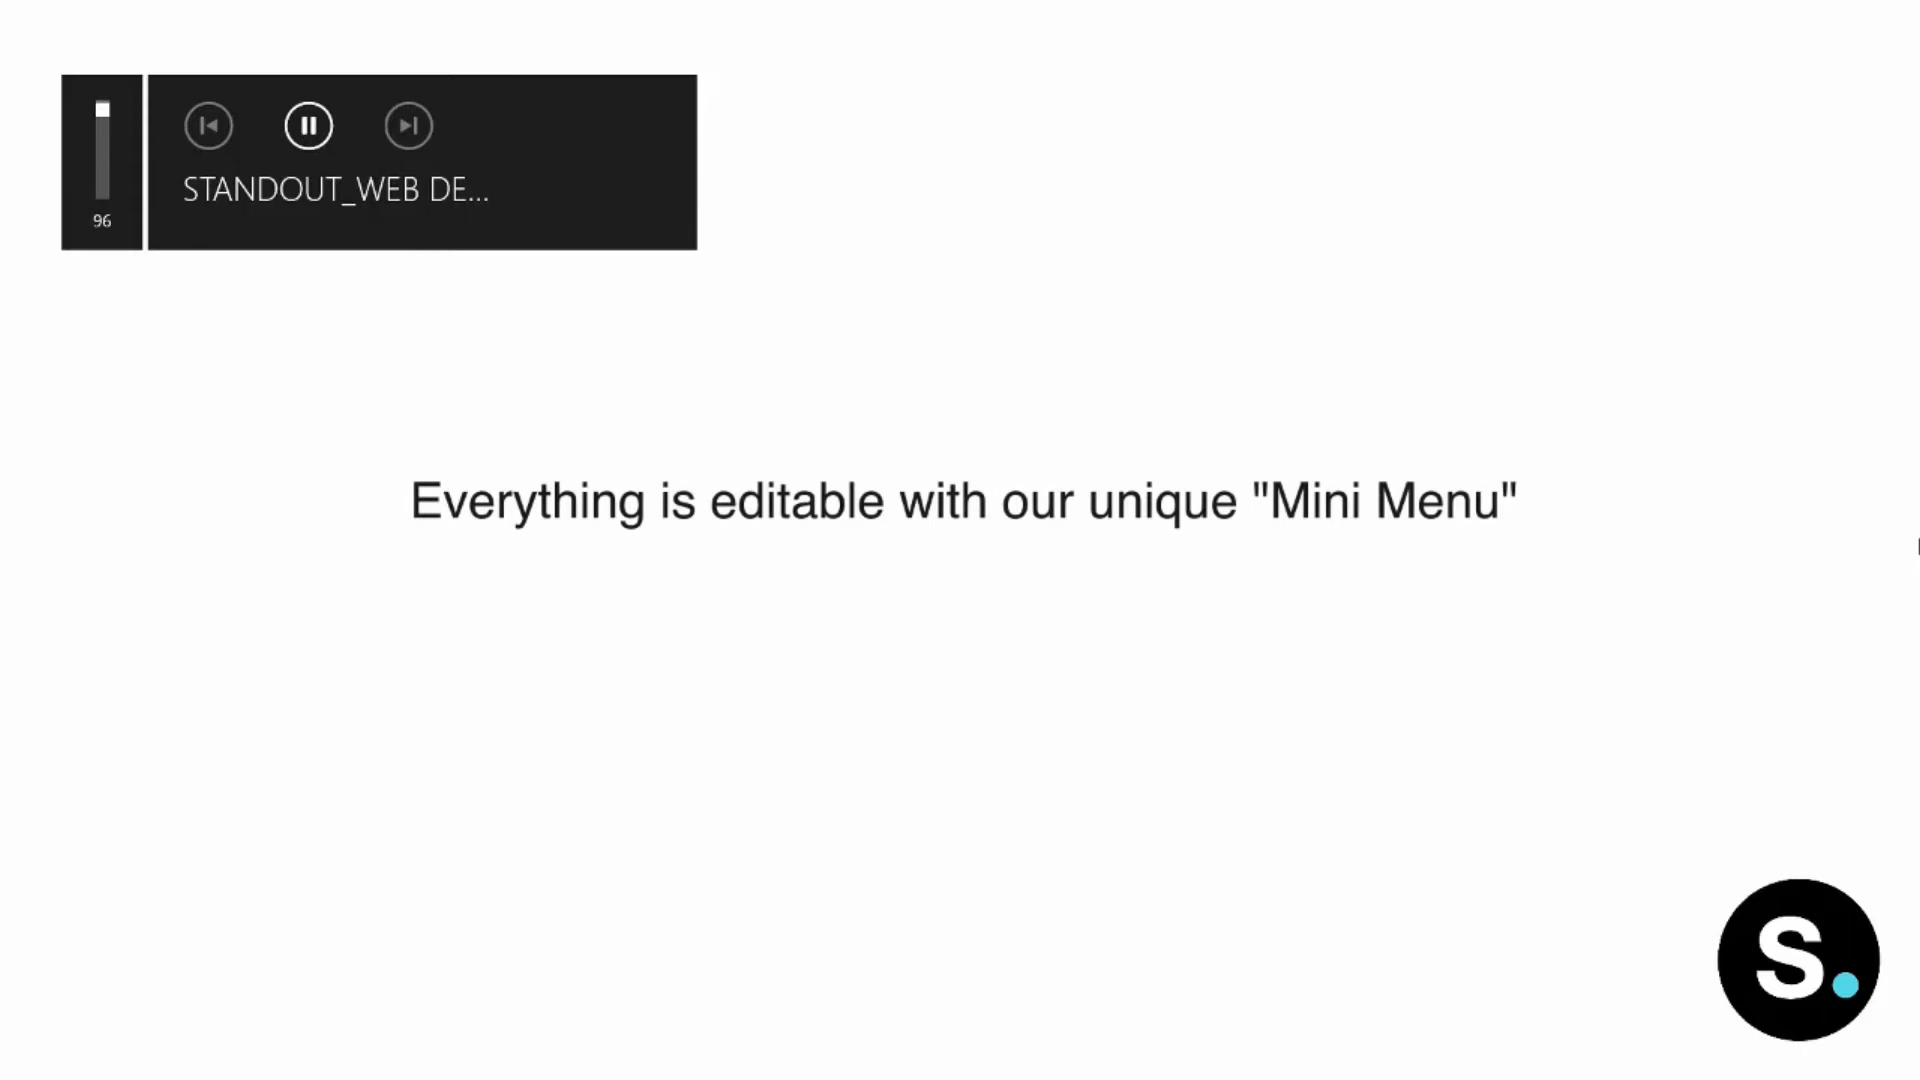 STANDOUT_WEB DE...
96
Everything is editable with our unique "Mini Menu"
S.